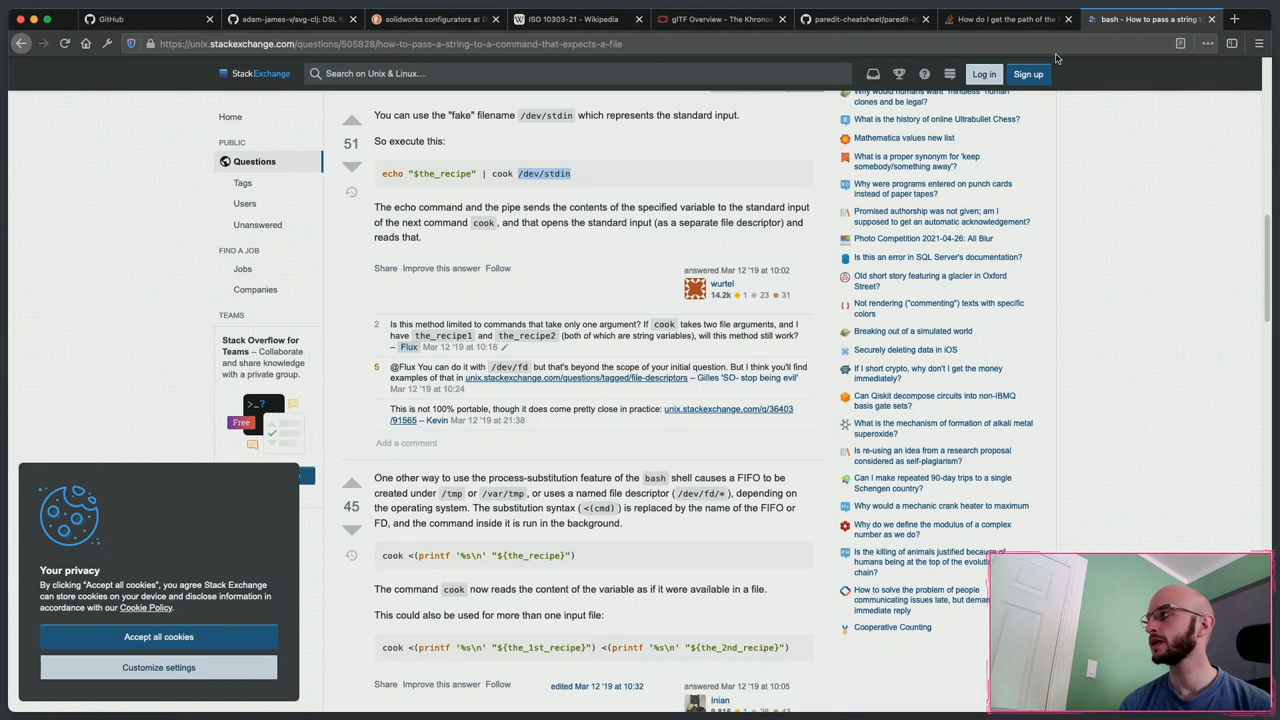 GitHub
adam-james-v/svg-clj: DSL fo
solidworks configurators at D
ISO 10303-21 - Wikipedia
glTF Overview - The Khronos
paredit-cheatsheet/paredit-c
How do I get the path of the
bash - How to pass a string t
https://unix.stackexchange.com/questions/505828/how-to-pass-a-string-to-a-command-that-expects-a-file
StackExchange
Search on Unix & Linux…
Log in
Sign up
Home
PUBLIC
Questions
Tags
Users
Unanswered
FIND A JOB
Jobs
Companies
TEAMS
Stack Overflow for
Teams – Collaborate
and share knowledge
with a private group.
>_?
Free
You can use the "fake" filename /dev/stdin which represents the standard input.
51
So execute this:
echo "$the_recipe" | cook /dev/stdin
The echo command and the pipe sends the contents of the specified variable to the standard input
of the next command cook, and that opens the standard input (as a separate file descriptor) and
reads that.
Share Improve this answer Follow
answered Mar 12 '19 at 10:02
wurtel
14.2k 1 23 31
2 Is this method limited to commands that take only one argument? If cook takes two file arguments, and I
have the_recipe1 and the_recipe2 (both of which are string variables), will this method still work?
– Flux Mar 12 '19 at 10:18
5 @Flux You can do it with /dev/fd but that's beyond the scope of your initial question. But I think you'll find
examples of that in unix.stackexchange.com/questions/tagged/file-descriptors – Gilles 'SO- stop being evil'
Mar 12 '19 at 10:24
This is not 100% portable, though it does come pretty close in practice: unix.stackexchange.com/q/36403
/91565 – Kevin Mar 12 '19 at 21:38
Add a comment
One other way to use the process-substitution feature of the bash shell causes a FIFO to be
created under /tmp or /var/tmp, or uses a named file descriptor (/dev/fd/*), depending on
45
the operating system. The substitution syntax (<(cmd)) is replaced by the name of the FIFO or
FD, and the command inside it is run in the background.
cook <(printf '%s\n' "${the_recipe}")
The command cook now reads the content of the variable as if it were available in a file.
This could also be used for more than one input file:
cook <(printf '%s\n' "${the_1st_recipe}") <(printf '%s\n' "${the_2nd_recipe}")
Share Improve this answer Follow
edited Mar 12 '19 at 10:32
answered Mar 12 '19 at 10:05
Inian
Why would humans want "mindless" human
clones and be legal?
What is the history of online Ultrabullet Chess?
Mathematica values new list
What is a proper synonym for 'keep
somebody/something away'?
Why were programs entered on punch cards
instead of paper tapes?
Promised authorship was not given; am I
supposed to get an automatic acknowledgement?
Photo Competition 2021-04-26: All Blur
Is this an error in SQL Server's documentation?
Old short story featuring a glacier in Oxford
Street?
Not rendering ("commenting") texts with specific
colors
Breaking out of a simulated world
Securely deleting data in iOS
If I short crypto, why don't I get the money
immediately?
Can Qiskit decompose circuits into non-IBMQ
basis gate sets?
What is the mechanism of formation of alkali metal
superoxide?
Is re-using an idea from a research proposal
considered as self-plagiarism?
Can I make repeated 90-day trips to a single
Schengen country?
Why would a mechanic crank heater to maximum
Why do we define the modulus of a complex
number as we do?
Is the killing of animals justified because of
humans being at the top of the evolution
chain?
How to solve the problem of people
communicating issues late, but demand
immediate reply
Cooperative Counting
Your privacy
By clicking "Accept all cookies", you agree Stack Exchange
can store cookies on your device and disclose information in
accordance with our Cookie Policy.
Accept all cookies
Customize settings